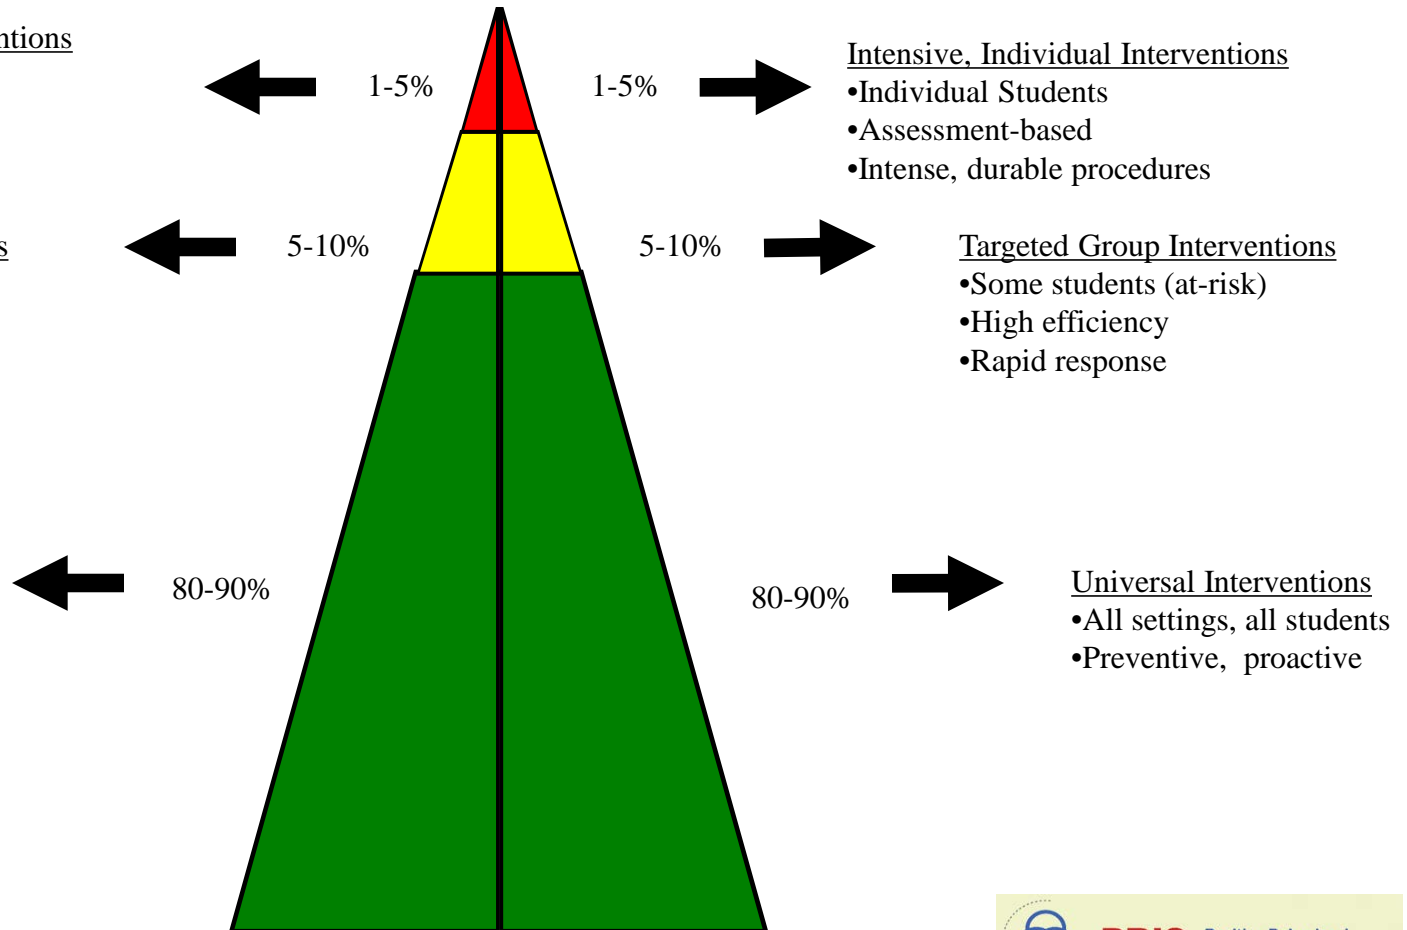 ntions
1-5%
1-5%
Intensive, Individual Interventions
•Individual Students
•Assessment-based
•Intense, durable procedures
s
5-10%
5-10%
Targeted Group Interventions
•Some students (at-risk)
•High efficiency
•Rapid response
80-90%
80-90%
Universal Interventions
•All settings, all students
•Preventive,  proactive